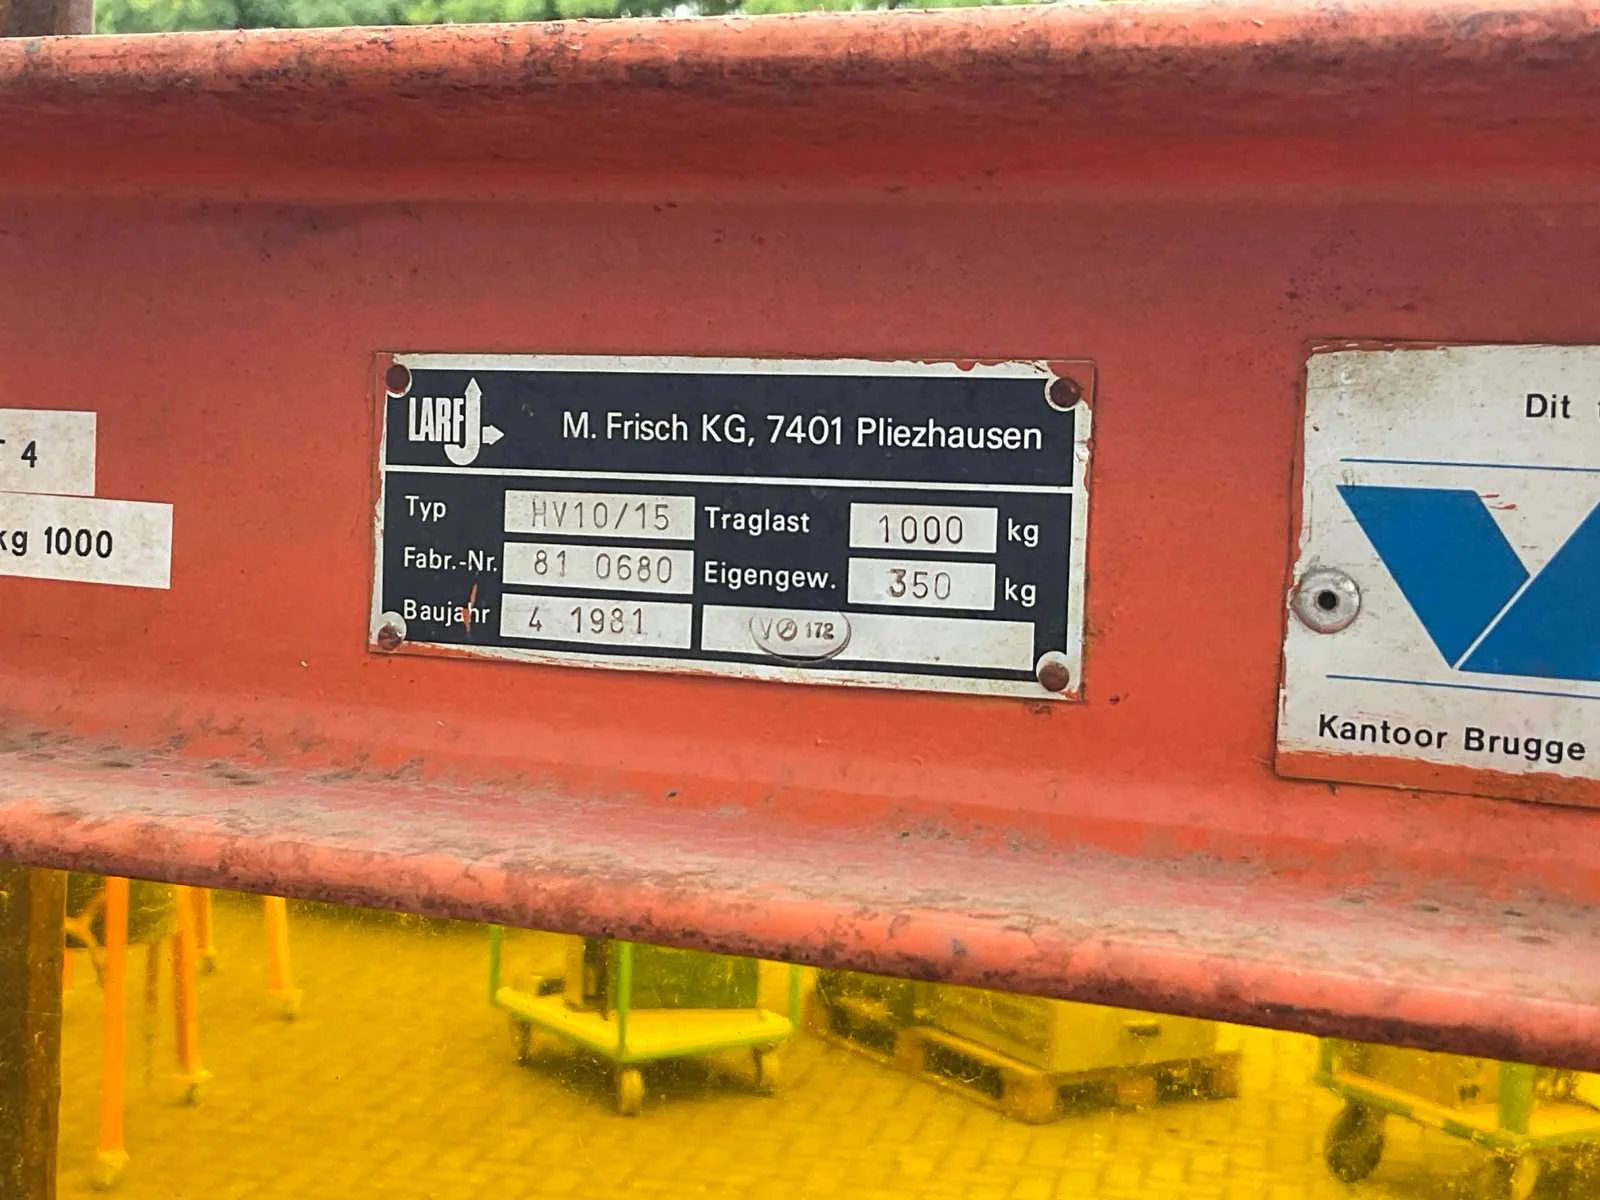 4
kg 1000
LARF
M. Frisch KG, 7401 Pliezhausen
Typ HV10/15 Traglast 1000 kg
Fabr.-Nr. 81 0680 Eigengew. 350 kg
Baujahr 4 1981 172
Dit
Kantoor Brugge